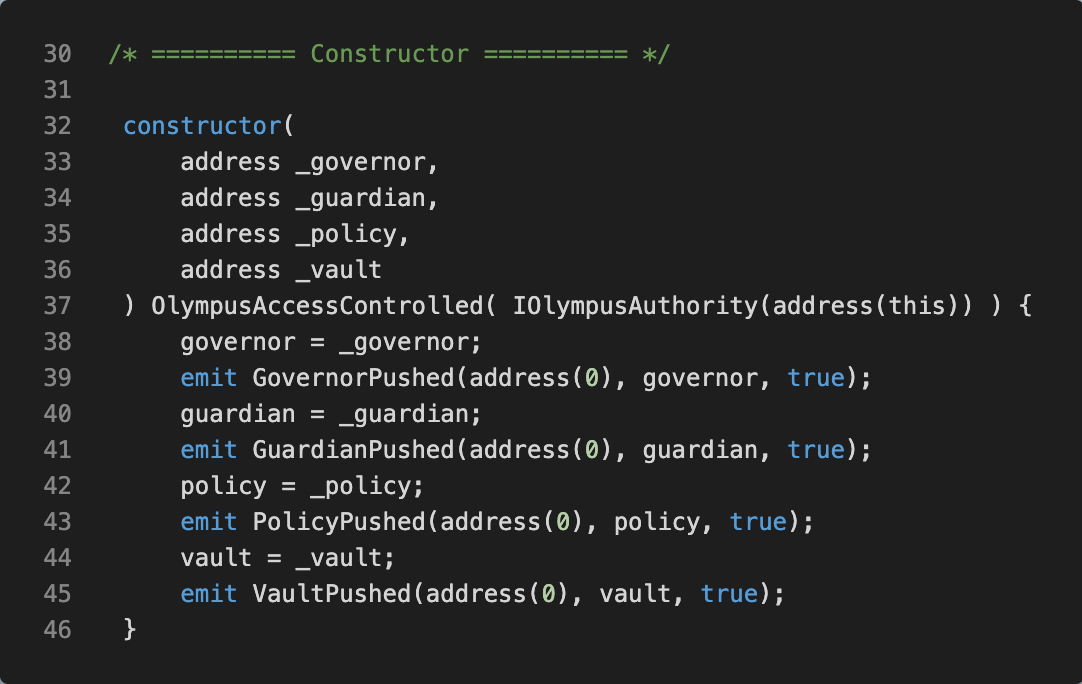 30 /* ========== Constructor ========== */
31
32 constructor(
33 address _governor,
34 address _guardian,
35 address _policy,
36 address _vault
37 ) OlympusAccessControlled( IOlympusAuthority(address(this)) ) {
38 governor = _governor;
39 emit GovernorPushed(address(0), governor, true);
40 guardian = _guardian;
41 emit GuardianPushed(address(0), guardian, true);
42 policy = _policy;
43 emit PolicyPushed(address(0), policy, true);
44 vault = _vault;
45 emit VaultPushed(address(0), vault, true);
46 }